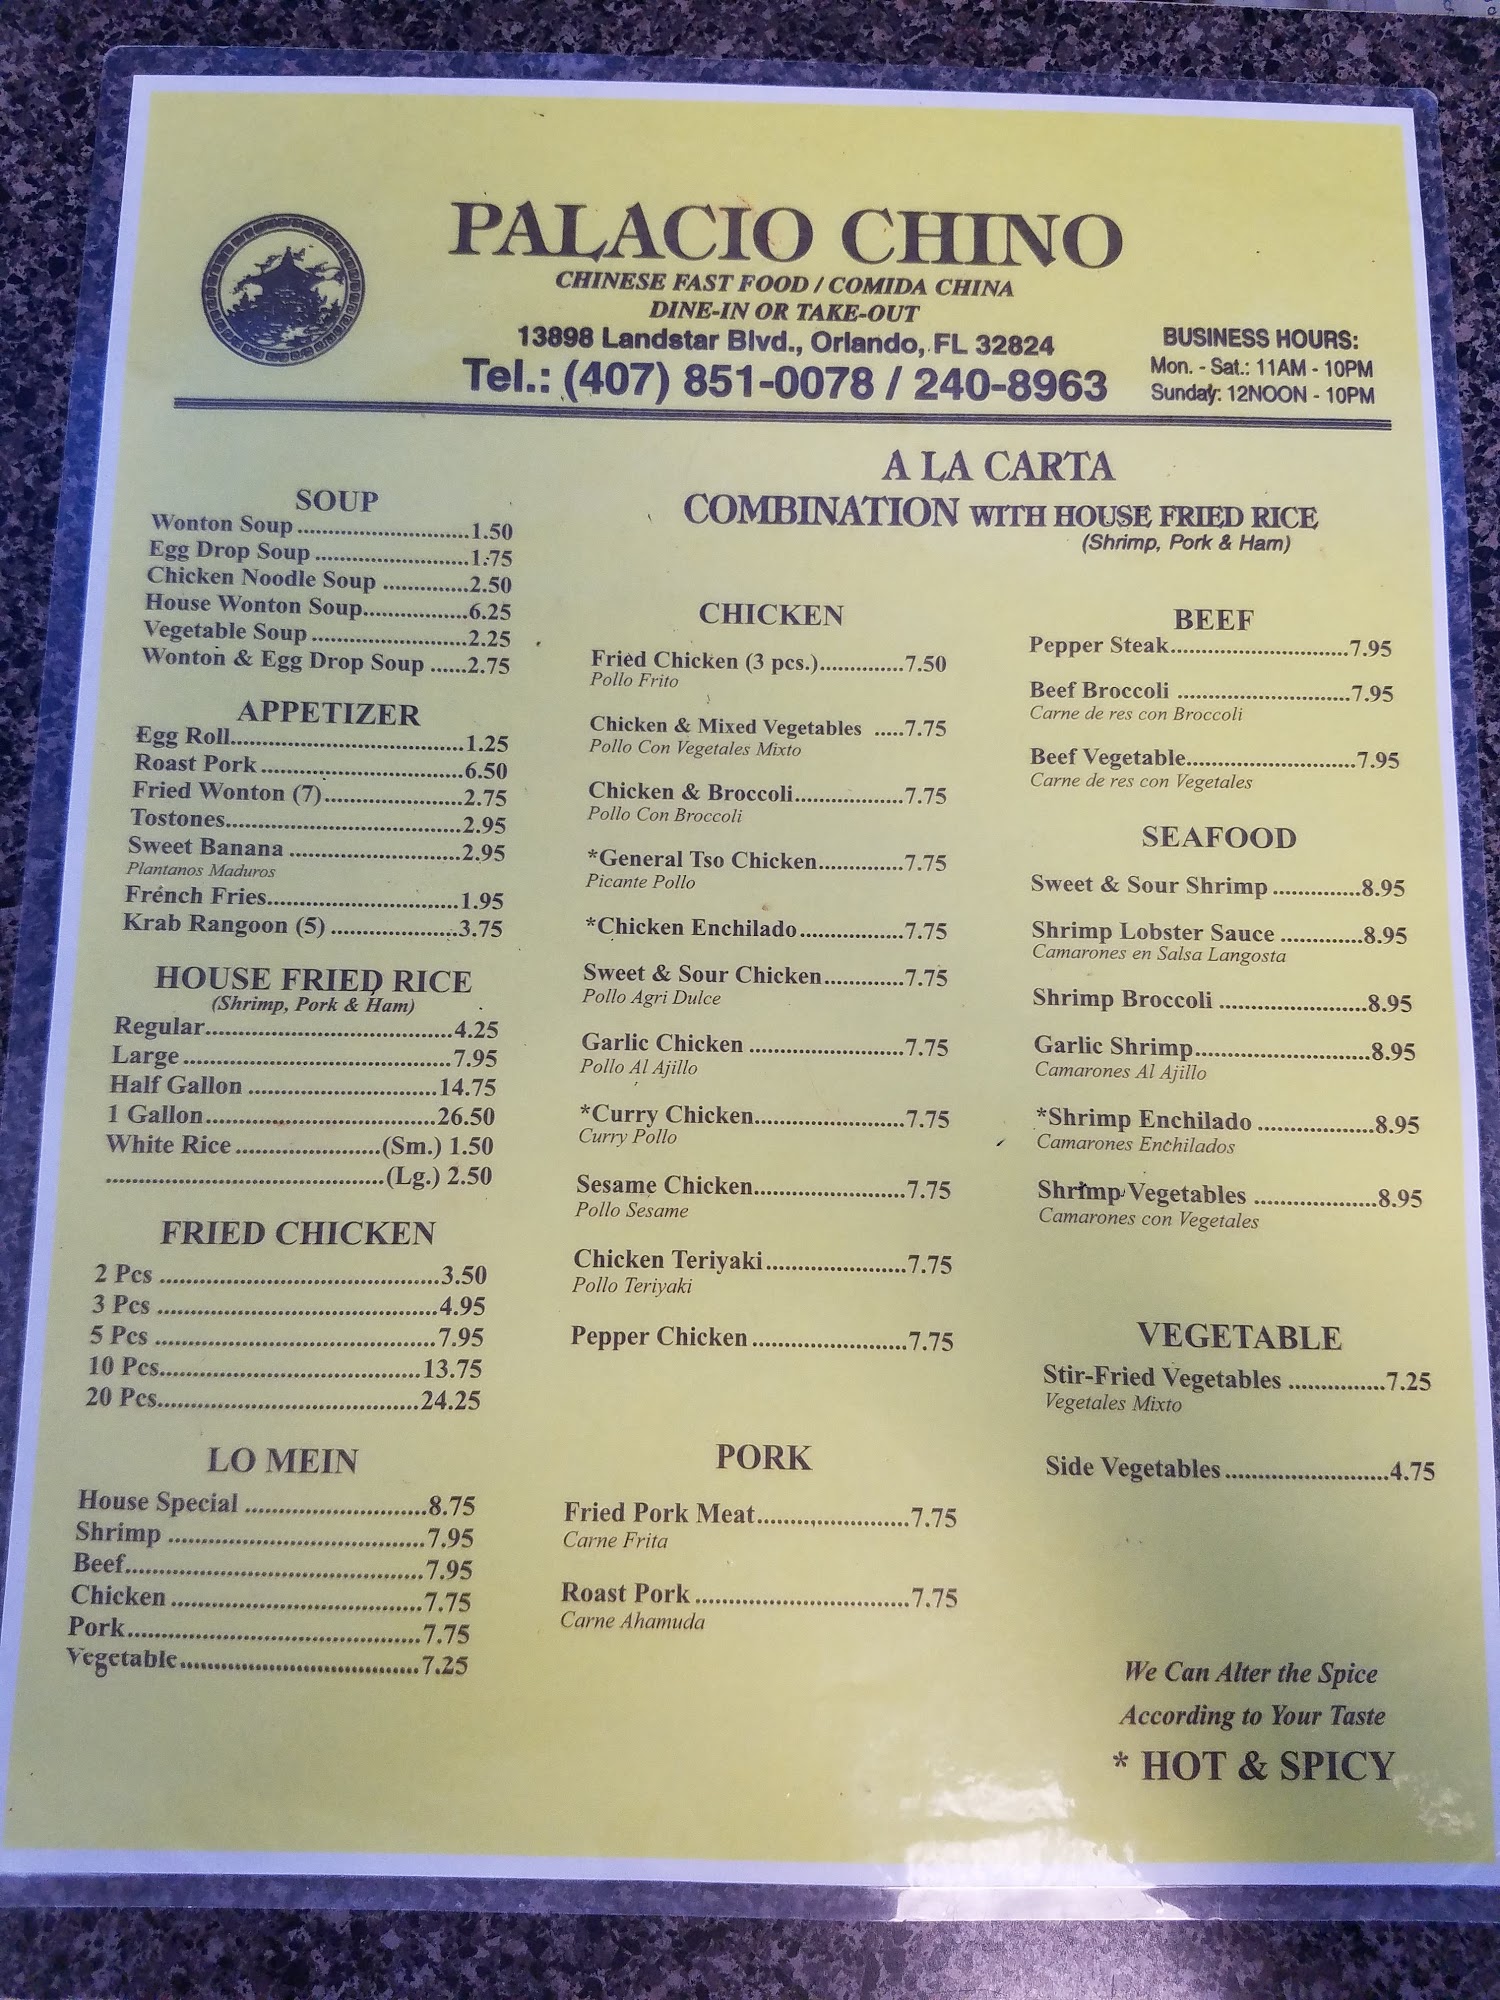 PALACIO CHINO
CHINESE FAST FOOD / COMIDA CHINA
DINE-IN OR TAKE-OUT
13898 Landstar Blvd., Orlando, FL 32824
Tel.: (407) 851-0078 / 240-8963
BUSINESS HOURS:
Mon. - Sat.: 11AM - 10PM
Sunday: 12NOON - 10PM
SOUP
Wonton Soup..........................1.50
Egg Drop Soup.......................1.75
Chicken Noodle Soup .............2.50
House Wonton Soup................6.25
Vegetable Soup.......................2.25
Wonton & Egg Drop Soup ......2.75
APPETIZER
Egg Roll...................................1.25
Roast Pork...............................6.50
Fried Wonton (7).....................2.75
Tostones...................................2.95
Sweet Banana..........................2.95
Plantanos Maduros
French Fries.............................1.95
Krab Rangoon (5)...................3.75
HOUSE FRIED RICE
(Shrimp, Pork & Ham)
Regular.....................................4.25
Large........................................7.95
Half Gallon............................14.75
1 Gallon..................................26.50
White Rice......................(Sm.) 1.50
..........................................(Lg.) 2.50
FRIED CHICKEN
2 Pcs..........................................3.50
3 Pcs..........................................4.95
5 Pcs..........................................7.95
10 Pcs.......................................13.75
20 Pcs.......................................24.25
LO MEIN
House Special...........................8.75
Shrimp......................................7.95
Beef............................................7.95
Chicken.....................................7.75
Pork...........................................7.75
Vegetable...................................7.25
A LA CARTA
COMBINATION WITH HOUSE FRIED RICE
(Shrimp, Pork & Ham)
CHICKEN
Fried Chicken (3 pcs.)..............7.50
Pollo Frito
Chicken & Mixed Vegetables .....7.75
Pollo Con Vegetales Mixto
Chicken & Broccoli..................7.75
Pollo Con Broccoli
*General Tso Chicken..............7.75
Picante Pollo
*Chicken Enchilado.................7.75
Sweet & Sour Chicken.............7.75
Pollo Agri Dulce
Garlic Chicken.........................7.75
Pollo Al Ajillo
*Curry Chicken........................7.75
Curry Pollo
Sesame Chicken.......................7.75
Pollo Sesame
Chicken Teriyaki.....................7.75
Pollo Teriyaki
Pepper Chicken.......................7.75
PORK
Fried Pork Meat.......................7.75
Carne Frita
Roast Pork................................7.75
Carne Ahamuda
BEEF
Pepper Steak.............................7.95
Beef Broccoli............................7.95
Carne de res con Broccoli
Beef Vegetable...........................7.95
Carne de res con Vegetales
SEAFOOD
Sweet & Sour Shrimp..............8.95
Shrimp Lobster Sauce.............8.95
Camarones en Salsa Langosta
Shrimp Broccoli.......................8.95
Garlic Shrimp...........................8.95
Camarones Al Ajillo
*Shrimp Enchilado..................8.95
Camarones Enchilados
Shrimp Vegetables...................8.95
Camarones con Vegetales
VEGETABLE
Stir-Fried Vegetables...............7.25
Vegetales Mixto
Side Vegetables.........................4.75
We Can Alter the Spice
According to Your Taste
* HOT & SPICY